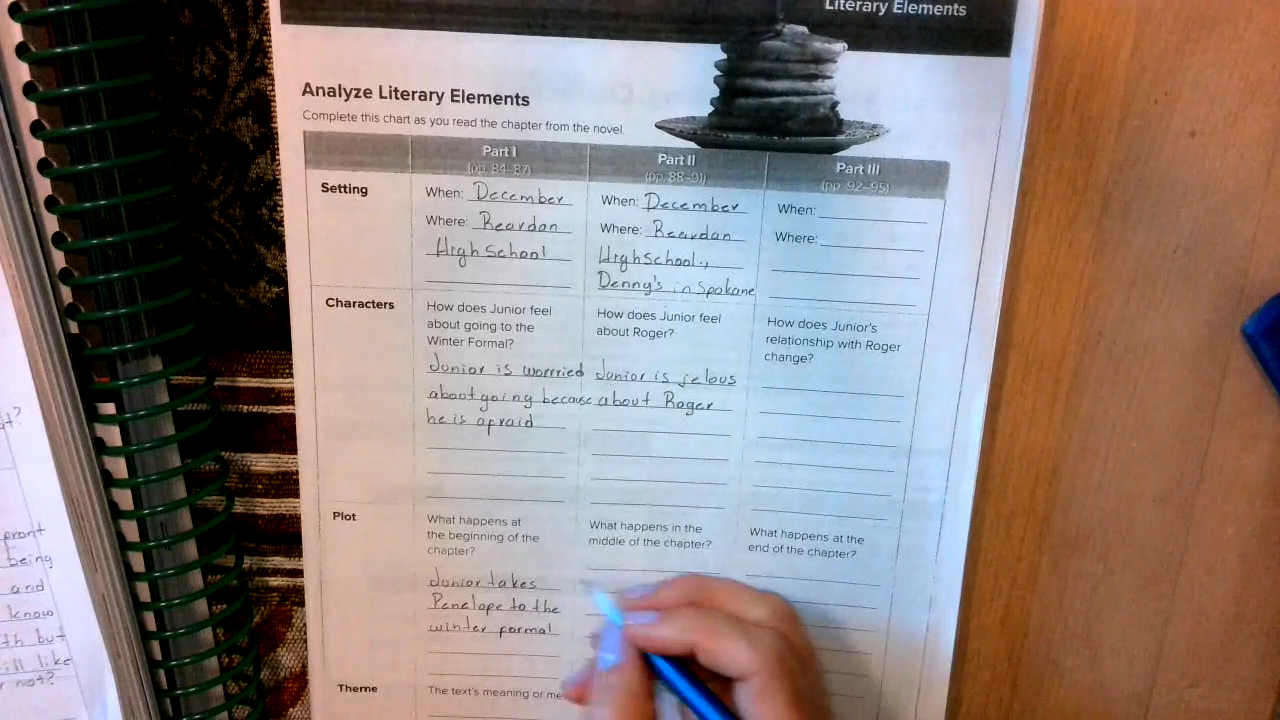 Literary Elements
Analyze Literary Elements
Complete this chart as you read the chapter from the novel.
Part I
(pp. 84–87)
Part II
(pp. 88–91)
Part III
(pp. 92–95)
Setting
When: December
Where: Reardan
High School
When: December
Where: Reardan
High School.,
Denny's in Spokane
When:
Where:
Characters
How does Junior feel
about going to the
Winter Formal?
Junior is worrried
about going because
he is afraid
How does Junior feel
about Roger?
Junior is jelous
about Roger
How does Junior's
relationship with Roger
change?
Plot
What happens at
the beginning of the
chapter?
Junior takes
Penelope to the
winter formal
What happens in the
middle of the chapter?
What happens at the
end of the chapter?
Theme
The text's meaning or me
being
and
know